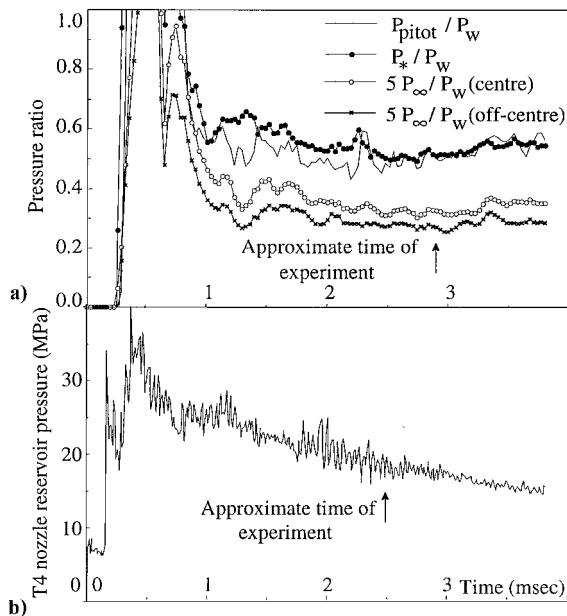 a)
Pressure ratio
1.0
0.8
0.6
0.4
0.2
0.0
P_pitot / P_W
P_* / P_W
5 P_∞ / P_W (centre)
5 P_∞ / P_W (off-centre)
Approximate time of
experiment
1
2
3
b)
T4 nozzle reservoir pressure (MPa)
30
20
10
0
0
1
2
3
Time (msec)
Approximate time of
experiment